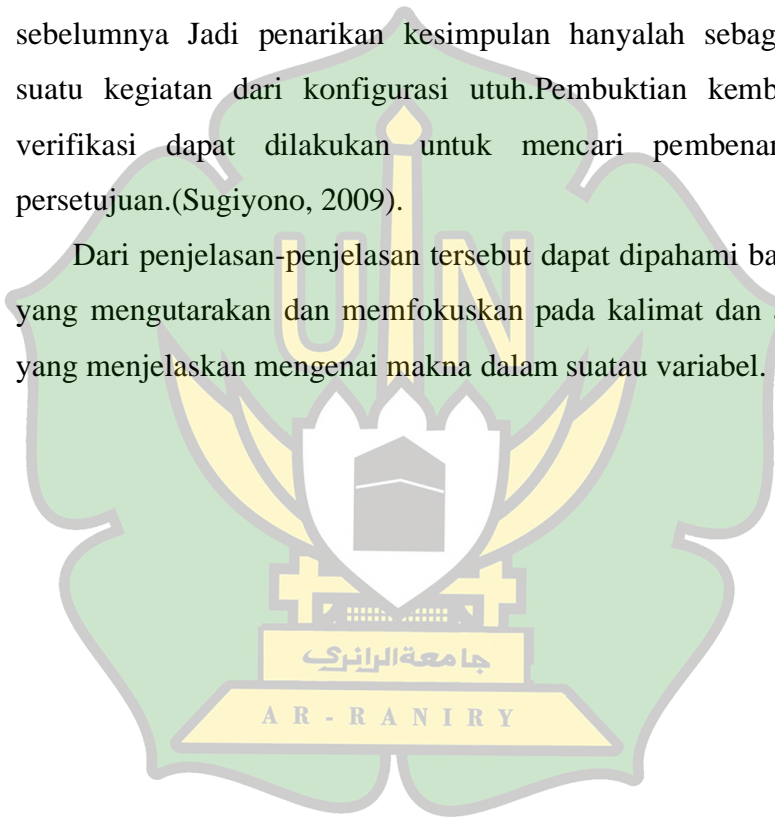 sebelumnya Jadi penarikan kesimpulan hanyalah sebag
suatu kegiatan dari konfigurasi utuh.Pembuktian kemb
verifikasi dapat dilakukan untuk mencari pembenar
persetujuan.(Sugiyono, 2009).
Dari penjelasan-penjelasan tersebut dapat dipahami ba
yang mengutarakan dan memfokuskan pada kalimat dan
yang menjelaskan mengenai makna dalam suatau variabel.
UIN
جامعةالرانري
AR-RANIRY